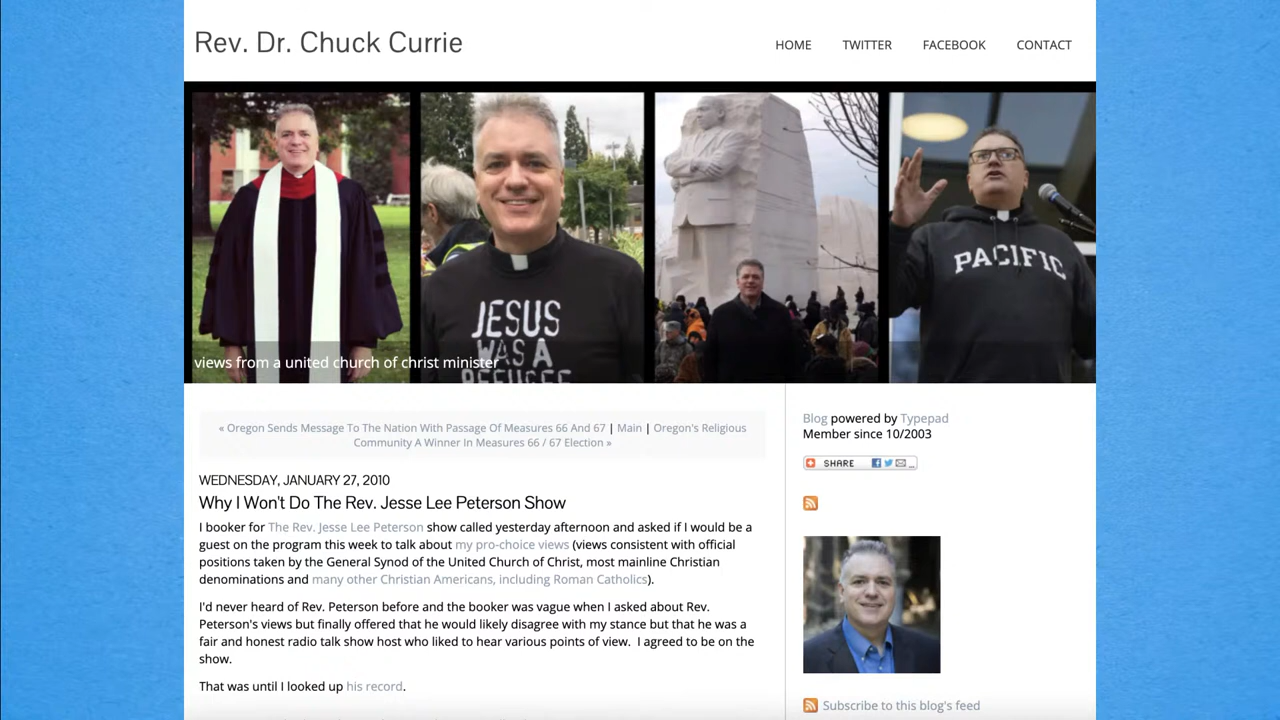 Rev. Dr. Chuck Currie
HOME TWITTER FACEBOOK CONTACT
JESUS
WAS A
REFUGEE
PACIFIC
views from a united church of christ minister
« Oregon Sends Message To The Nation With Passage Of Measures 66 And 67 | Main | Oregon's Religious
Community A Winner In Measures 66 / 67 Election »
WEDNESDAY, JANUARY 27, 2010
Why I Won't Do The Rev. Jesse Lee Peterson Show
I booker for The Rev. Jesse Lee Peterson show called yesterday afternoon and asked if I would be a
guest on the program this week to talk about my pro-choice views (views consistent with official
positions taken by the General Synod of the United Church of Christ, most mainline Christian
denominations and many other Christian Americans, including Roman Catholics).
I'd never heard of Rev. Peterson before and the booker was vague when I asked about Rev.
Peterson's views but finally offered that he would likely disagree with my stance but that he was a
fair and honest radio talk show host who liked to hear various points of view.  I agreed to be on the
show.
That was until I looked up his record.
Blog powered by Typepad
Member since 10/2003
SHARE
Subscribe to this blog's feed